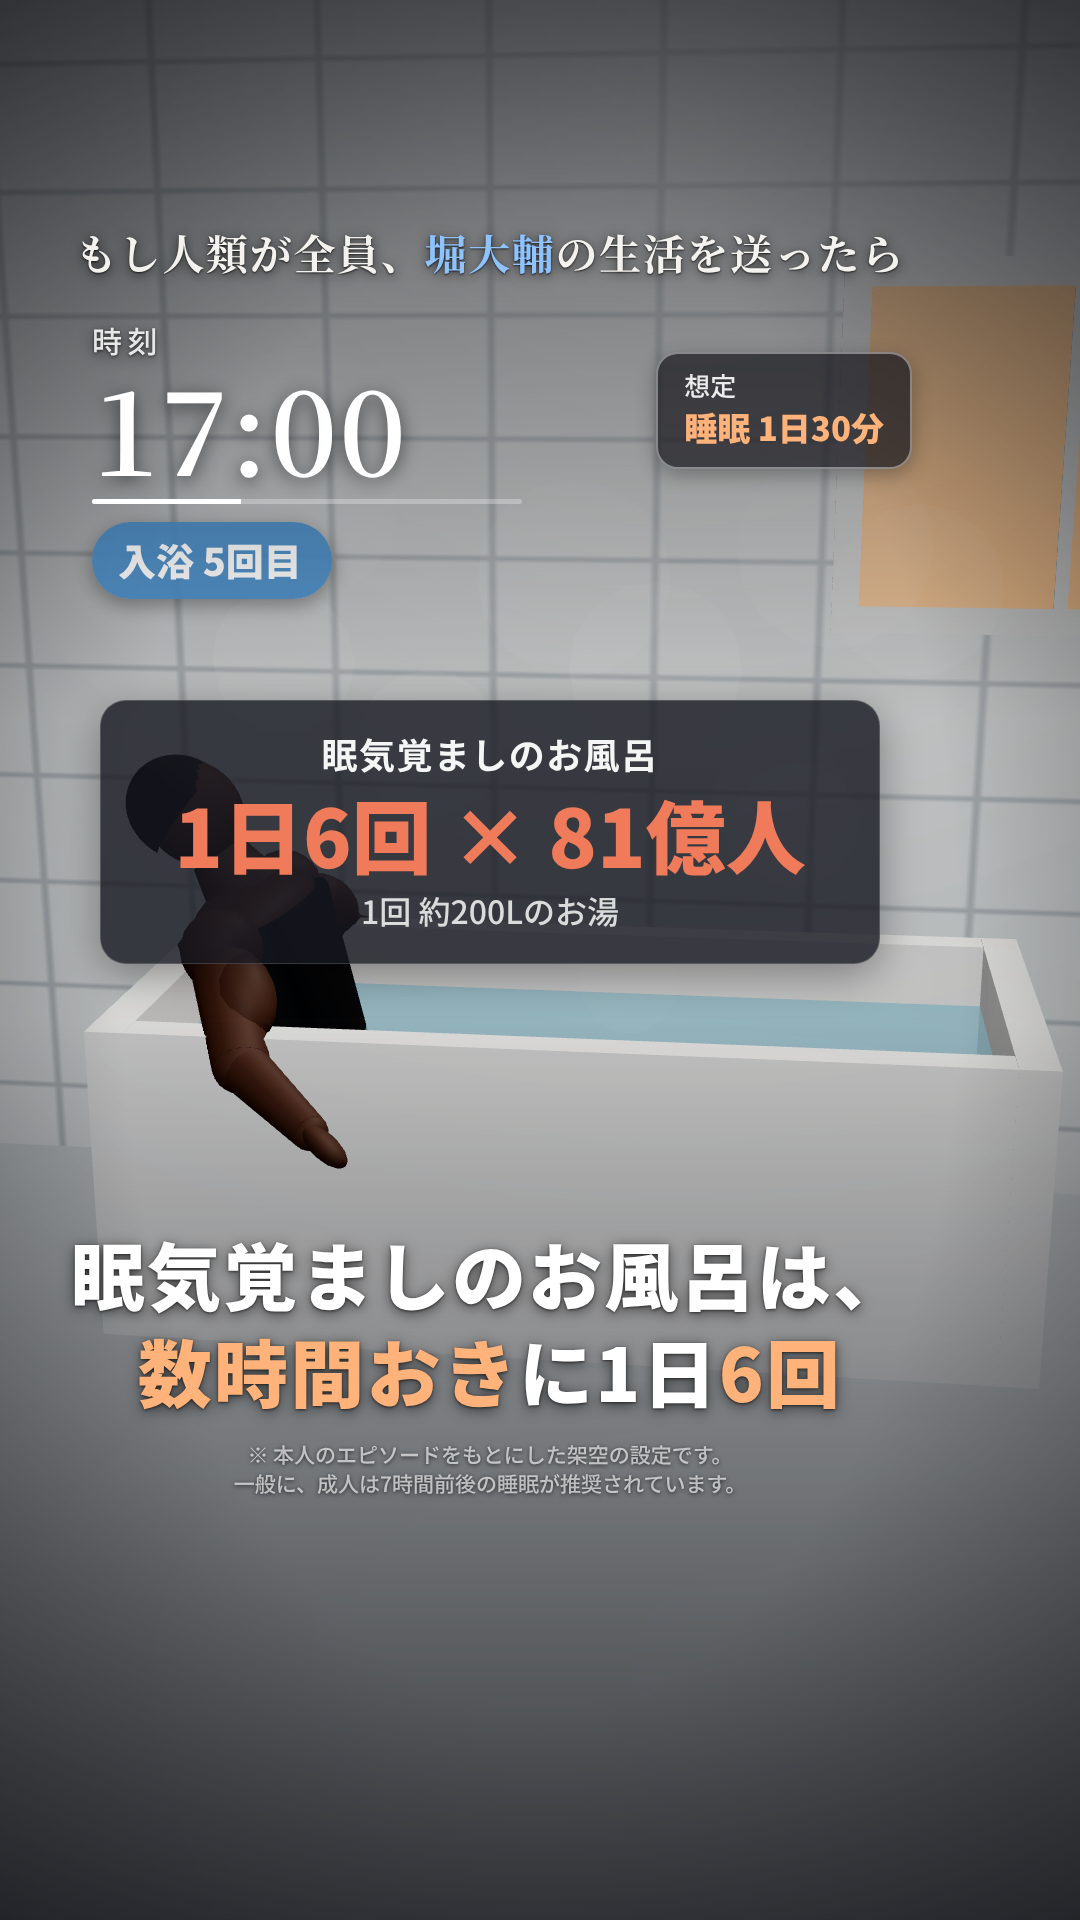 もし人類が全員、堀大輔の生活を送ったら
時刻
17:00
想定
睡眠 1日30分
入浴 5回目
眠気覚ましのお風呂
1日6回 × 81億人
1回 約200Lのお湯
眠気覚ましのお風呂は、
数時間おきに1日6回
※ 本人のエピソードをもとにした架空の設定です。
一般に、成人は7時間前後の睡眠が推奨されています。